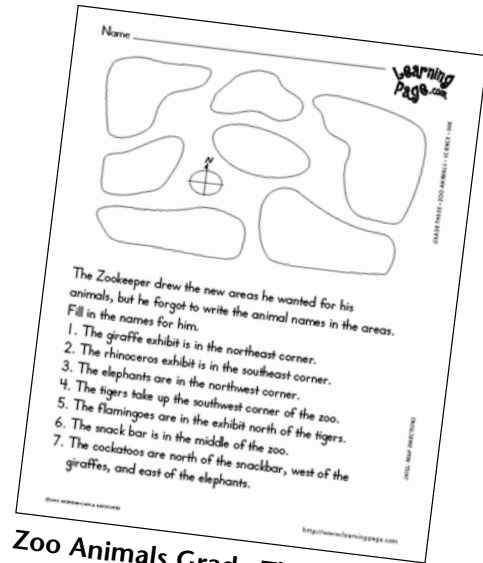 Name
Learning
Page.com
GRADE THREE • ZOO ANIMALS • SCIENCE •
N
The Zookeeper drew the new areas he wanted for his
animals, but he forgot to write the animal names in the areas.
Fill in the names for him.
1. The giraffe exhibit is in the northeast corner.
2. The rhinoceros exhibit is in the southeast corner.
3. The elephants are in the northwest corner.
4. The tigers take up the southwest corner of the zoo.
5. The flamingoes are in the exhibit north of the tigers.
6. The snack bar is in the middle of the zoo.
7. The cockatoos are north of the snackbar, west of the
giraffes, and east of the elephants.
& ASSOCIATES
http://www.learningpage.com
Zoo Animals